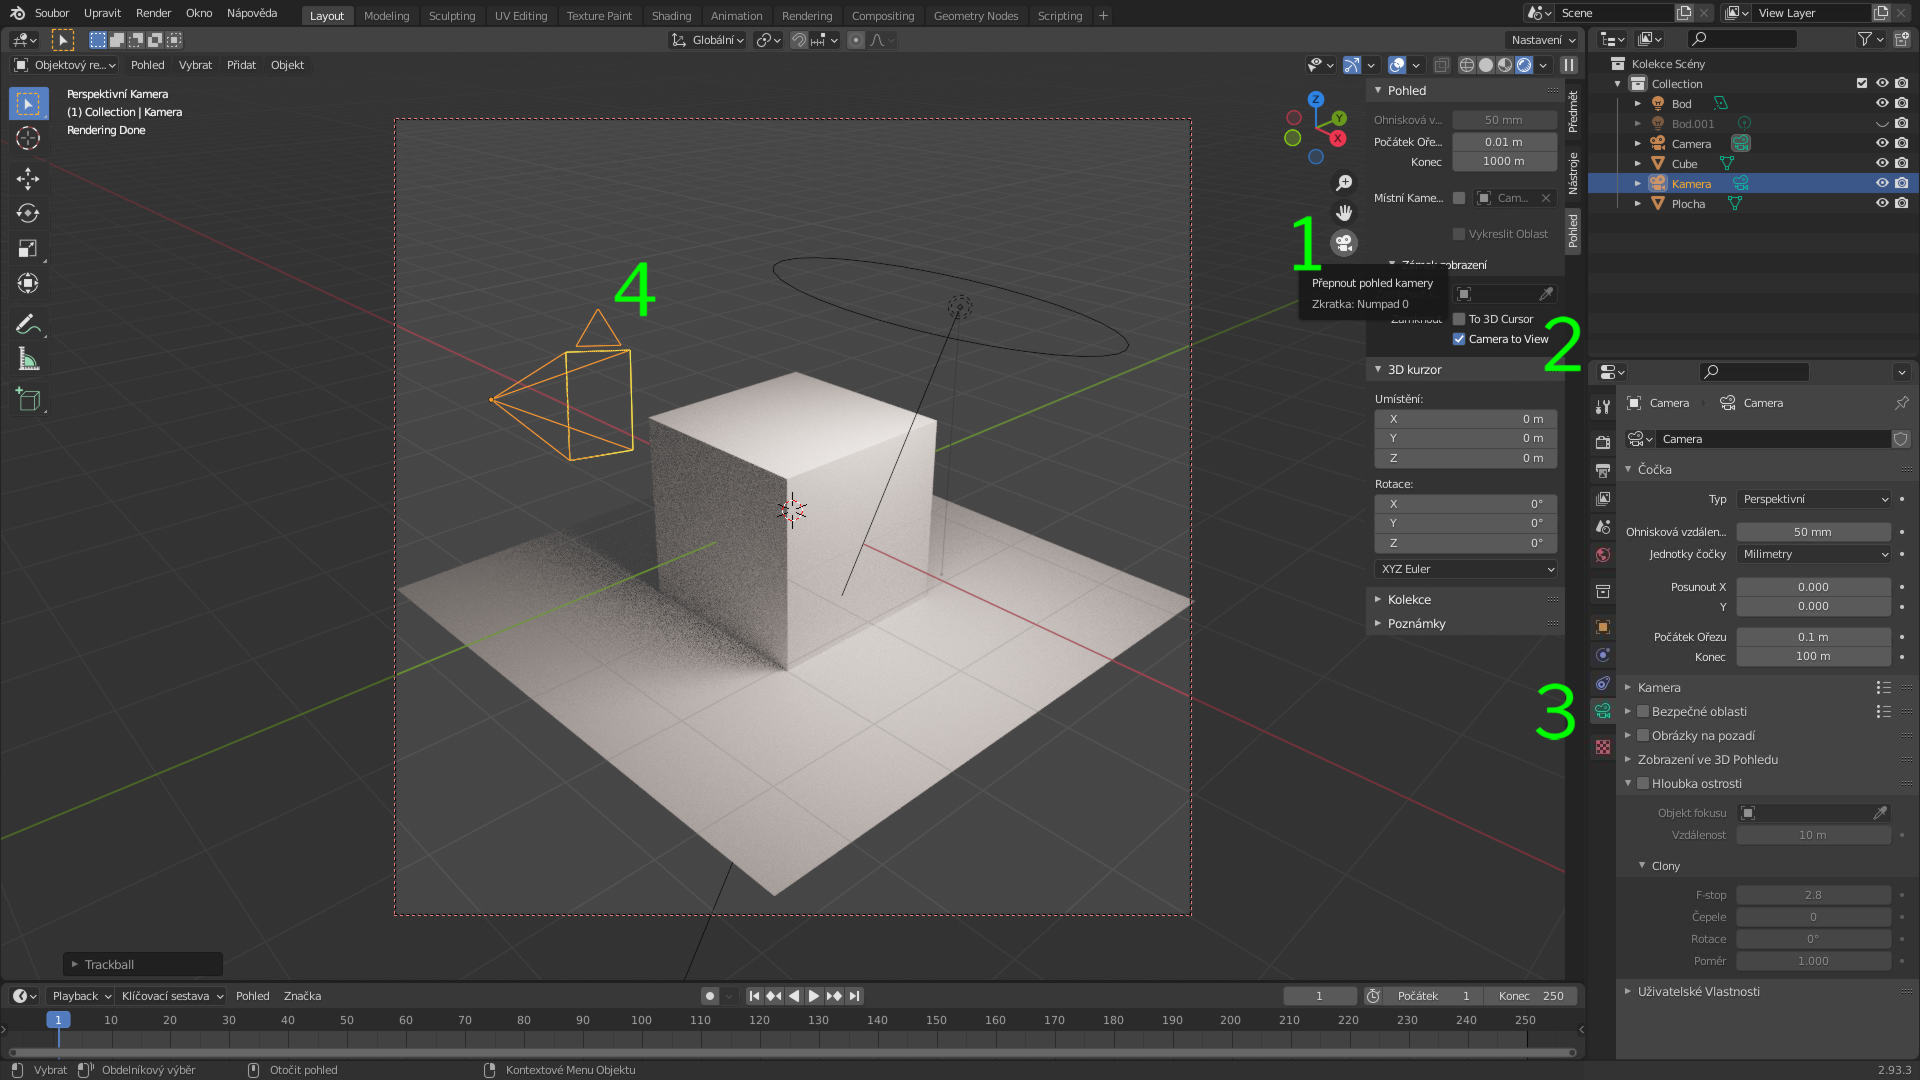 Soubor Upravit Render Okno Nápověda Layout Modeling Sculpting UV Editing Texture Paint Shading Animation Rendering Compositing Geometry Nodes Scripting + Scene View Layer
Globální Nastavení
Objektový re... Pohled Vybrat Přidat Objekt
Perspektivní Kamera
(1) Collection | Kamera
Rendering Done
Z
Y
X
1
4
Přepnout pohled kamery
Zkratka: Numpad 0
Pohled
Ohnisková v... 50 mm
Počátek Oře... 0.01 m
Konec 1000 m
Místní Kame... Cam...
Vykreslit Oblast
To 3D Cursor
Camera to View
2
3D kurzor
Umístění:
X 0 m
Y 0 m
Z 0 m
Rotace:
X 0°
Y 0°
Z 0°
XYZ Euler
Kolekce
Poznámky
3
Předmět
Nástroje
Pohled
Kolekce Scény
Collection
Bod
Bod.001
Camera
Cube
Kamera
Plocha
Camera Camera
Camera
Čočka
Typ Perspektivní
Ohnisková vzdálen... 50 mm
Jednotky čočky Milimetry
Posunout X 0.000
Y 0.000
Počátek Ořezu 0.1 m
Konec 100 m
Kamera
Bezpečné oblasti
Obrázky na pozadí
Zobrazení ve 3D Pohledu
Hloubka ostrosti
Objekt fokusu
Vzdálenost 10 m
Clony
F-stop 2.8
Čepele 0
Rotace 0°
Poměr 1.000
Uživatelské Vlastnosti
Trackball
Playback Klíčovací sestava Pohled Značka 1 Počátek 1 Konec 250
1 10 20 30 40 50 60 70 80 90 100 110 120 130 140 150 160 170 180 190 200 210 220 230 240 250
Vybrat Obdelníkový výběr Otočit pohled Kontextové Menu Objektu 2.93.3